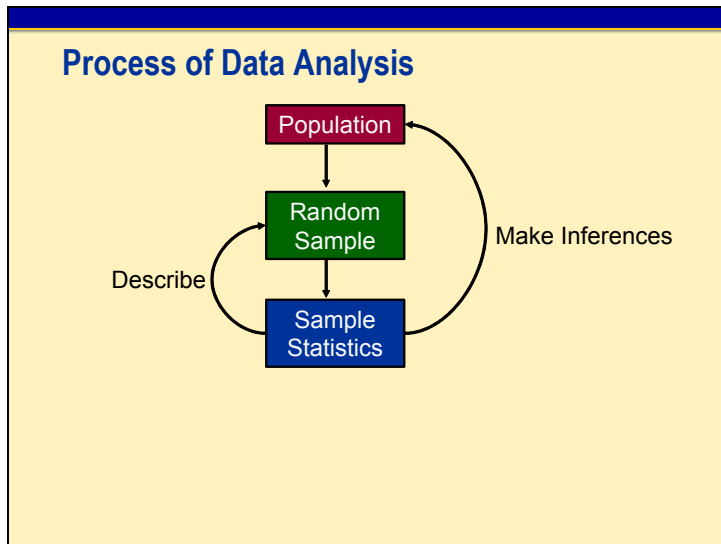 Process of Data Analysis
Population
Random
Sample
Make Inferences
Describe
Sample
Statistics